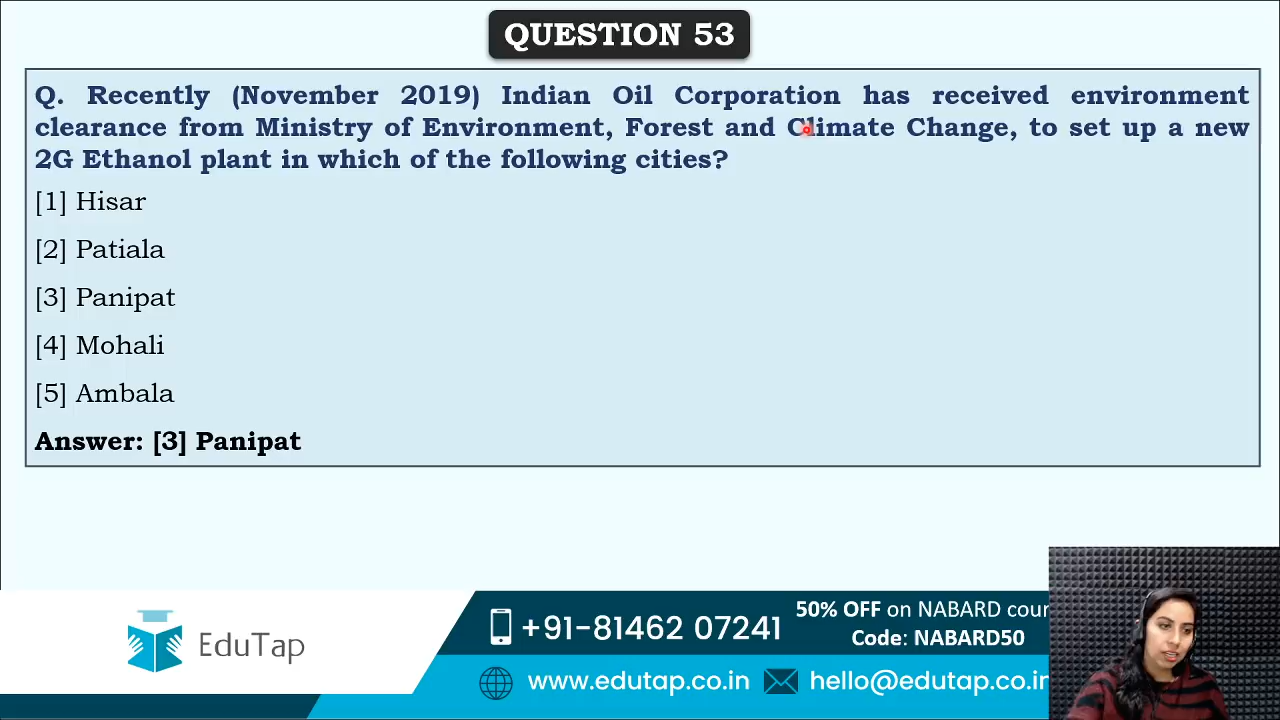 QUESTION 53
Q. Recently (November 2019) Indian Oil Corporation has received environment
clearance from Ministry of Environment, Forest and Climate Change, to set up a new
2G Ethanol plant in which of the following cities?
[1] Hisar
[2] Patiala
[3] Panipat
[4] Mohali
[5] Ambala
Answer: [3] Panipat
EduTap
+91-81462 07241
50% OFF on NABARD cour
Code: NABARD50
www.edutap.co.in
hello@edutap.co.in